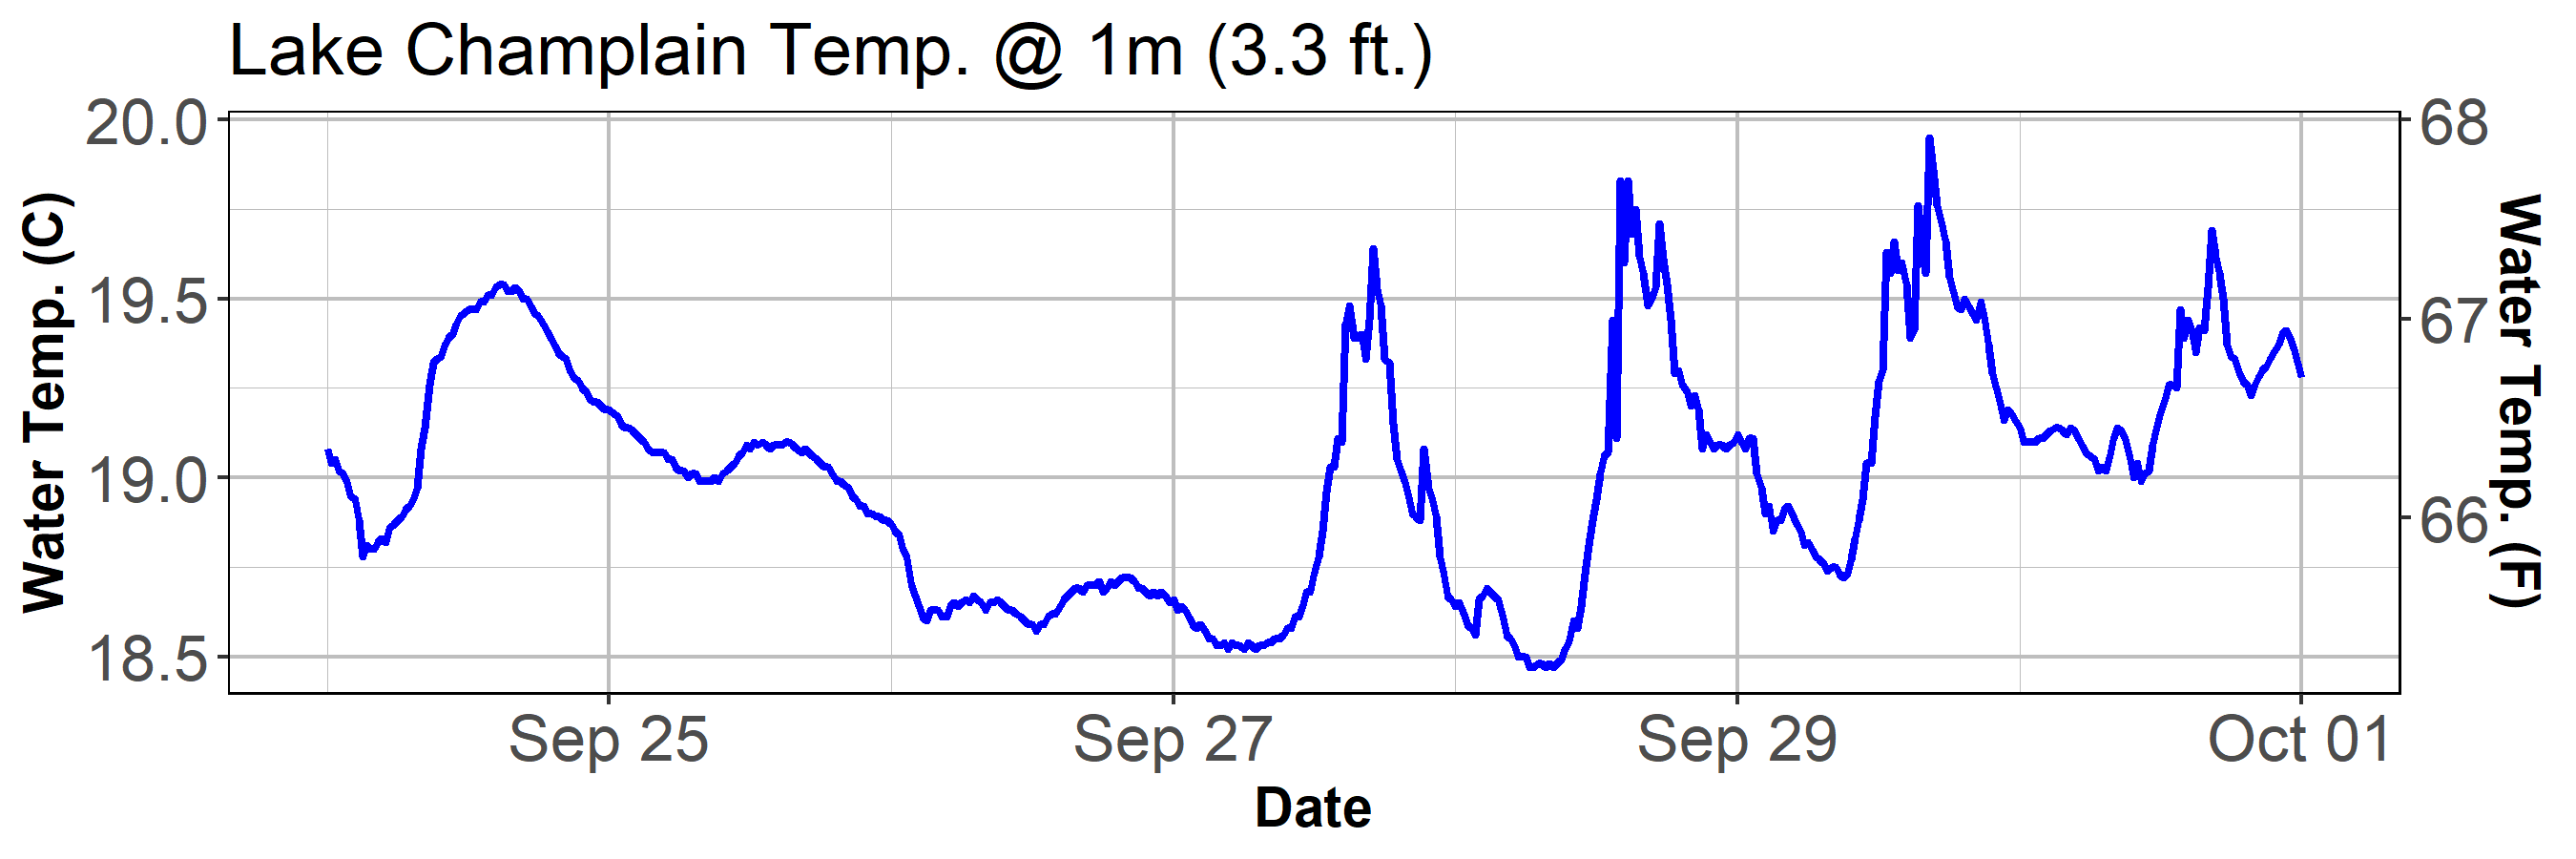 Lake Champlain Temp. @ 1m (3.3 ft.)
20.0
19.5
19.0
18.5
Water Temp. (C)
68
67
66
Water Temp. (F)
Sep 25
Sep 27
Sep 29
Oct 01
Date